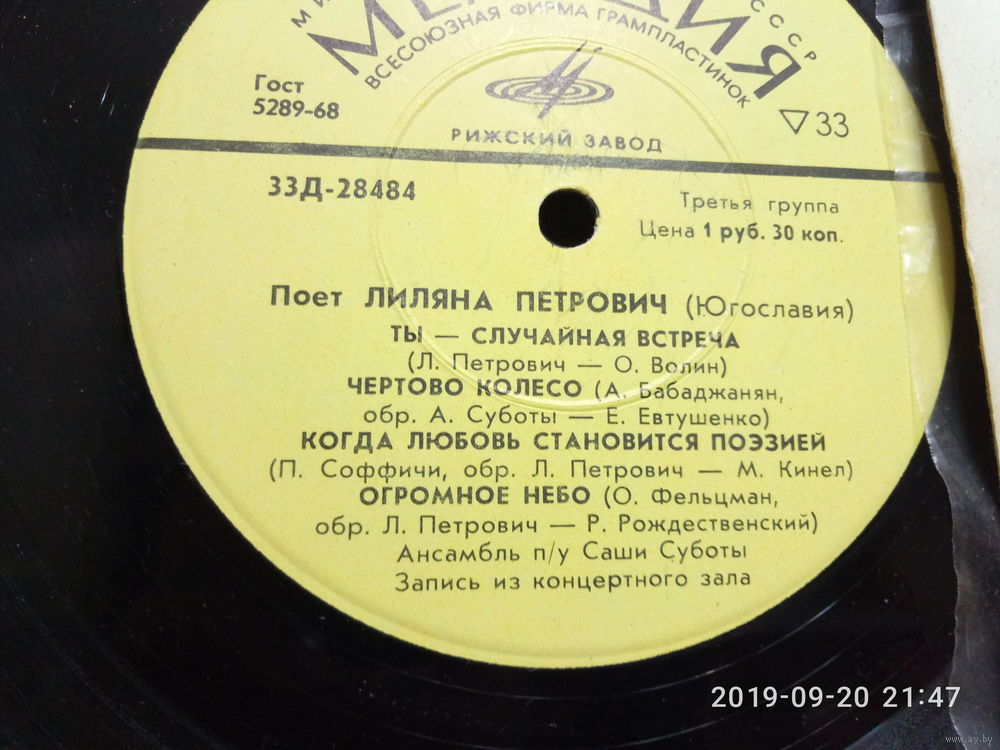 ВСЕСОЮЗНАЯ ФИРМА ГРАМПЛАСТИНОК
Гост
5289-68
33
РИЖСКИЙ ЗАВОД
33Д-28484
Третья группа
Цена 1 руб. 30 коп.
Поет ЛИЛЯНА ПЕТРОВИЧ (Югославия)
ТЫ — СЛУЧАЙНАЯ ВСТРЕЧА
(Л. Петрович — О. Волин)
ЧЕРТОВО КОЛЕСО (А. Бабаджанян,
обр. А. Суботы — Е. Евтушенко)
КОГДА ЛЮБОВЬ СТАНОВИТСЯ ПОЭЗИЕЙ
(П. Соффичи, обр. Л. Петрович — М. Кинел)
ОГРОМНОЕ НЕБО (О. Фельцман,
обр. Л. Петрович — Р. Рождественский)
Ансамбль п/у Саши Суботы
Запись из концертного зала
2019-09-20 21:47
www.ay.by